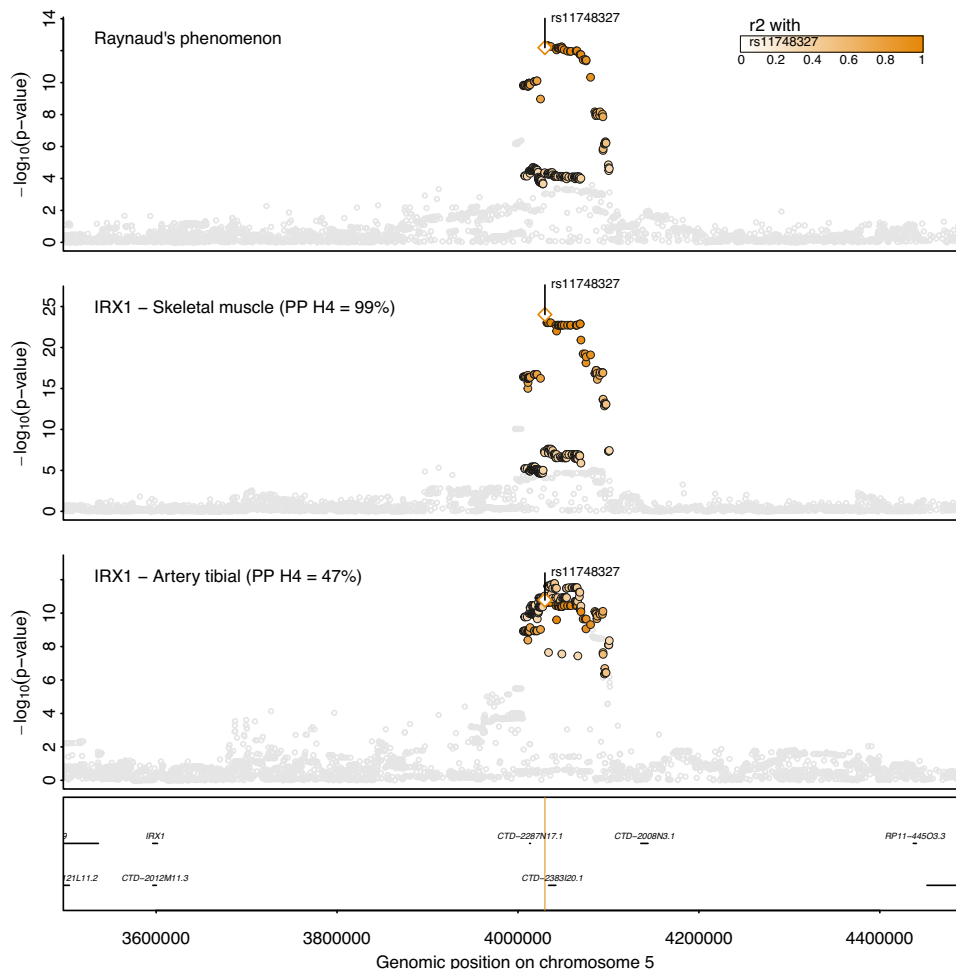 Raynaud's phenomenon
rs11748327
r2 with
rs11748327
0 0.2 0.4 0.6 0.8 1
−log10(p−value)
14
12
10
8
6
4
2
0
IRX1 − Skeletal muscle (PP H4 = 99%)
rs11748327
−log10(p−value)
25
20
15
10
5
0
IRX1 − Artery tibial (PP H4 = 47%)
rs11748327
−log10(p−value)
10
8
6
4
2
0
9 IRX1 CTD-2287N17.1 CTD-2008N3.1 RP11-445O3.3
121L11.2 CTD-2012M11.3 CTD-2383I20.1
3600000 3800000 4000000 4200000 4400000
Genomic position on chromosome 5